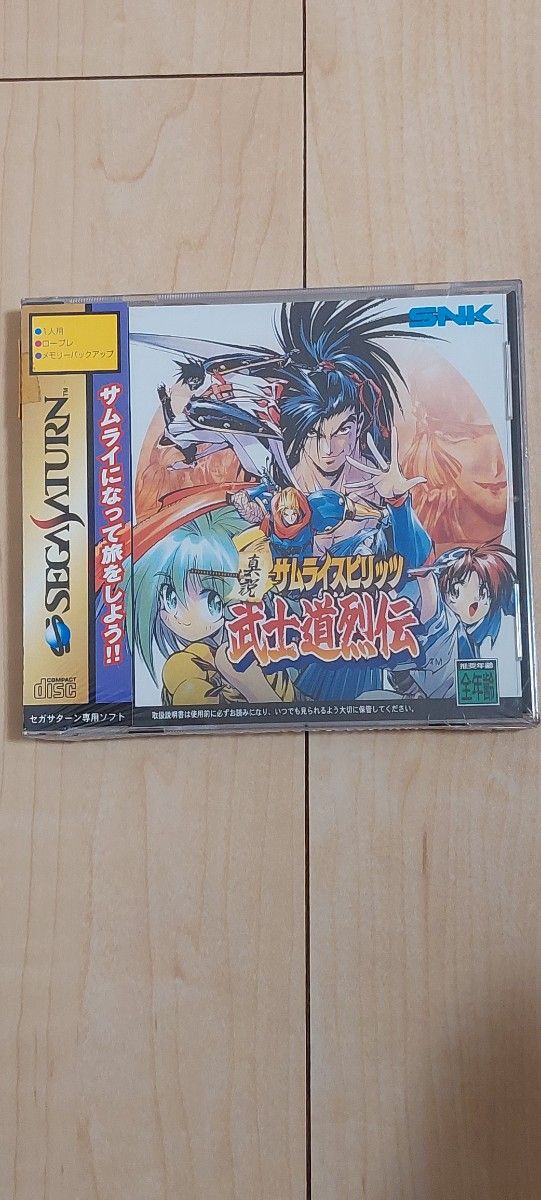 1人用
ロープレ
メモリーバックアップ
SEGA SATURN™
COMPACT
disc
セガサターン専用ソフト
サムライになって旅をしよう!!
SNK
真説
サムライスピリッツ
武士道烈伝
TM
推奨年齢
全年齢
取扱説明書は使用前に必ずお読みになり、いつでも見られるよう大切に保管してください。